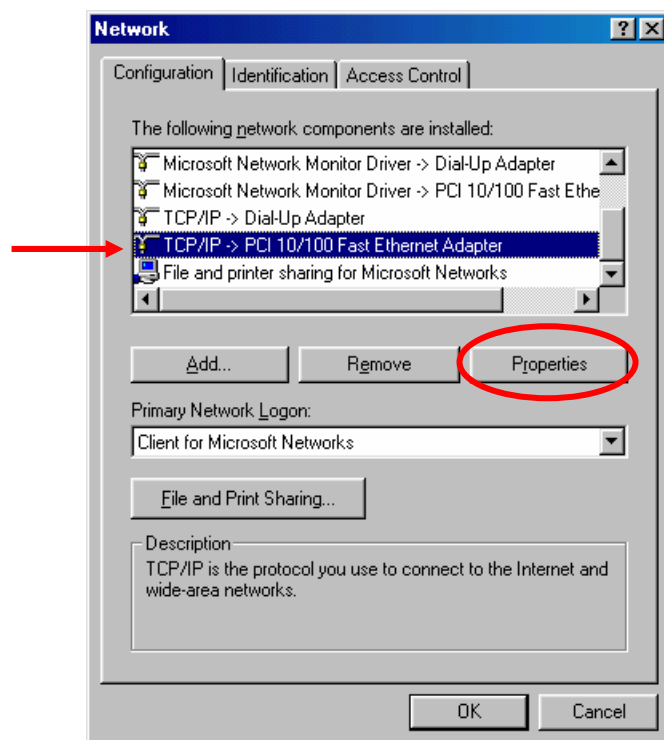 Network
Configuration Identification Access Control
The following network components are installed:
Microsoft Network Monitor Driver -> Dial-Up Adapter
Microsoft Network Monitor Driver -> PCI 10/100 Fast Ethe
TCP/IP -> Dial-Up Adapter
TCP/IP -> PCI 10/100 Fast Ethernet Adapter
File and printer sharing for Microsoft Networks
Add... Remove Properties
Primary Network Logon:
Client for Microsoft Networks
File and Print Sharing...
Description
TCP/IP is the protocol you use to connect to the Internet and
wide-area networks.
OK Cancel